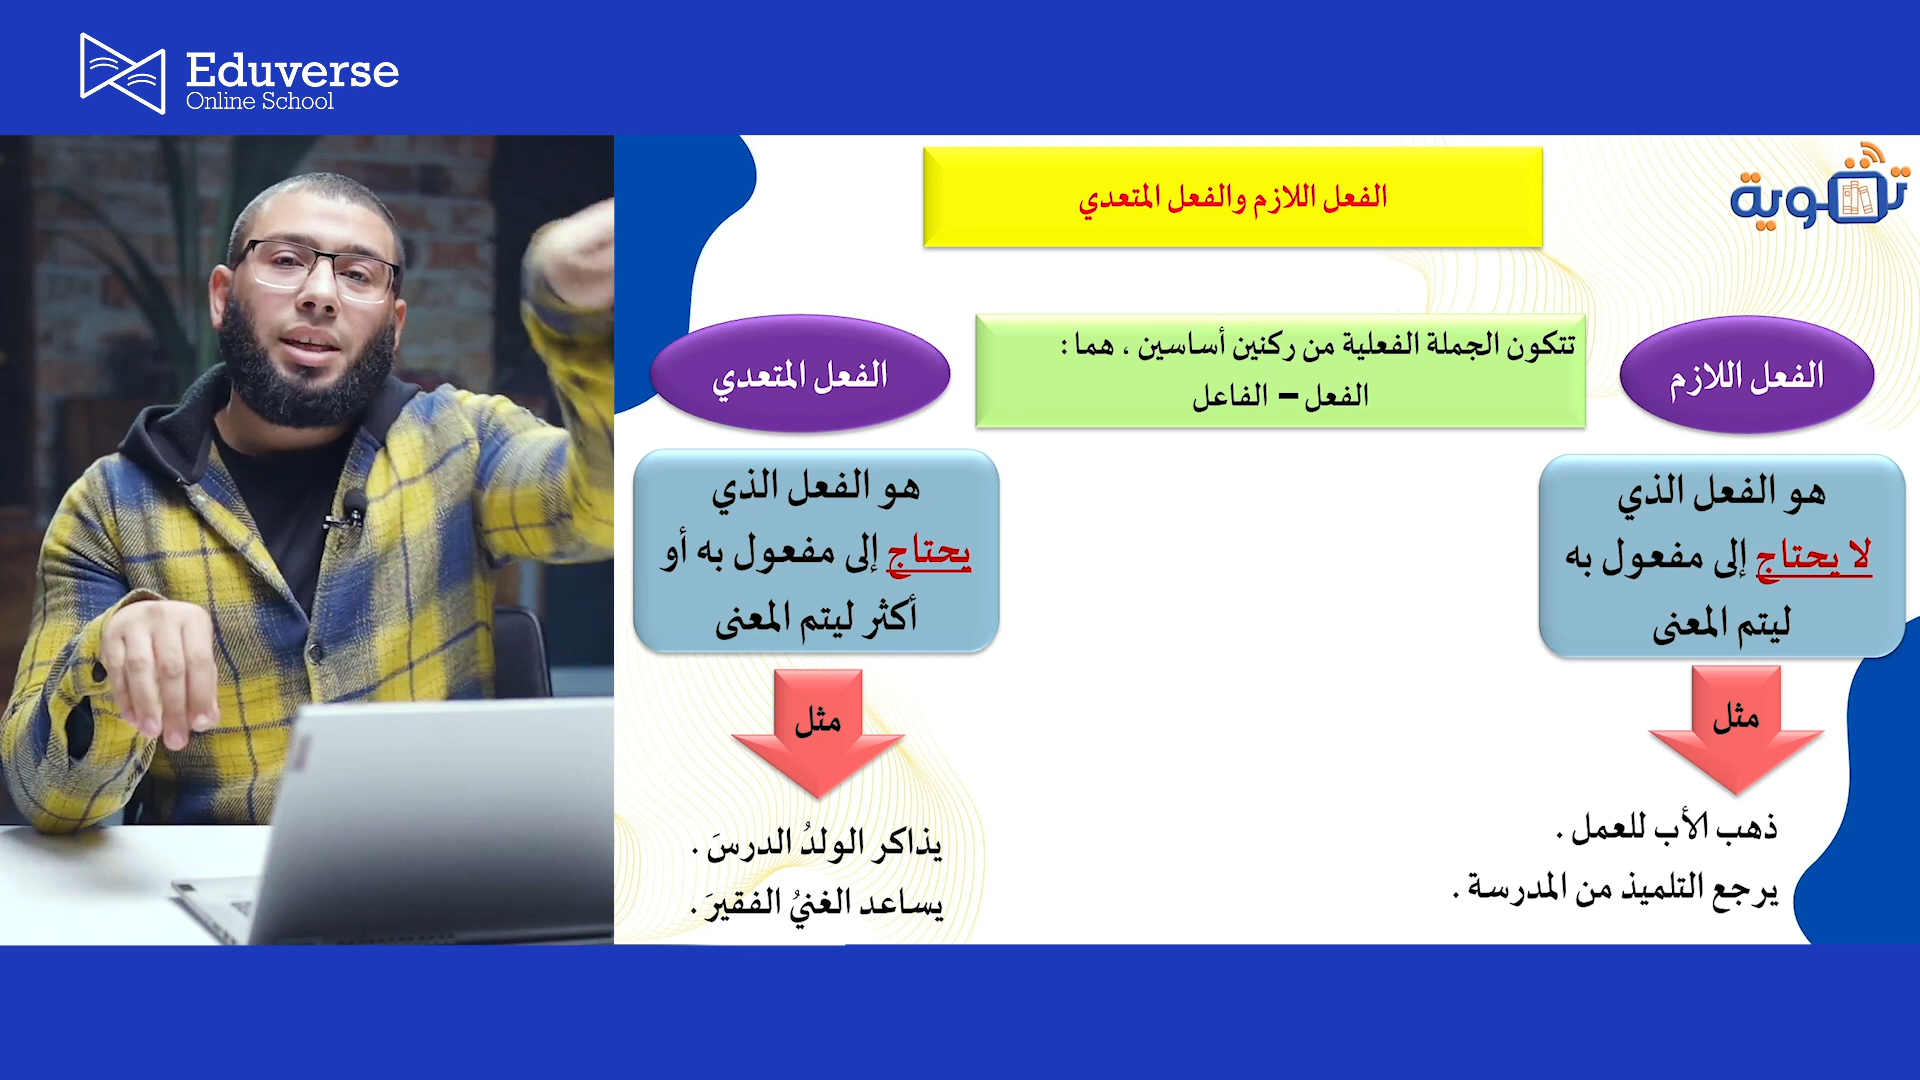 Eduverse
Online School
تقوية
الفعل اللازم والفعل المتعدي
تتكون الجملة الفعلية من ركنين أساسين ، هما :
الفعل – الفاعل
الفعل اللازم
هو الفعل الذي
لا يحتاج إلى مفعول به
ليتم المعنى
مثل
ذهب الأب للعمل .
يرجع التلميذ من المدرسة .
الفعل المتعدي
هو الفعل الذي
يحتاج إلى مفعول به أو
أكثر ليتم المعنى
مثل
يذاكر الولدُ الدرسَ .
يساعد الغنيُ الفقيرَ .